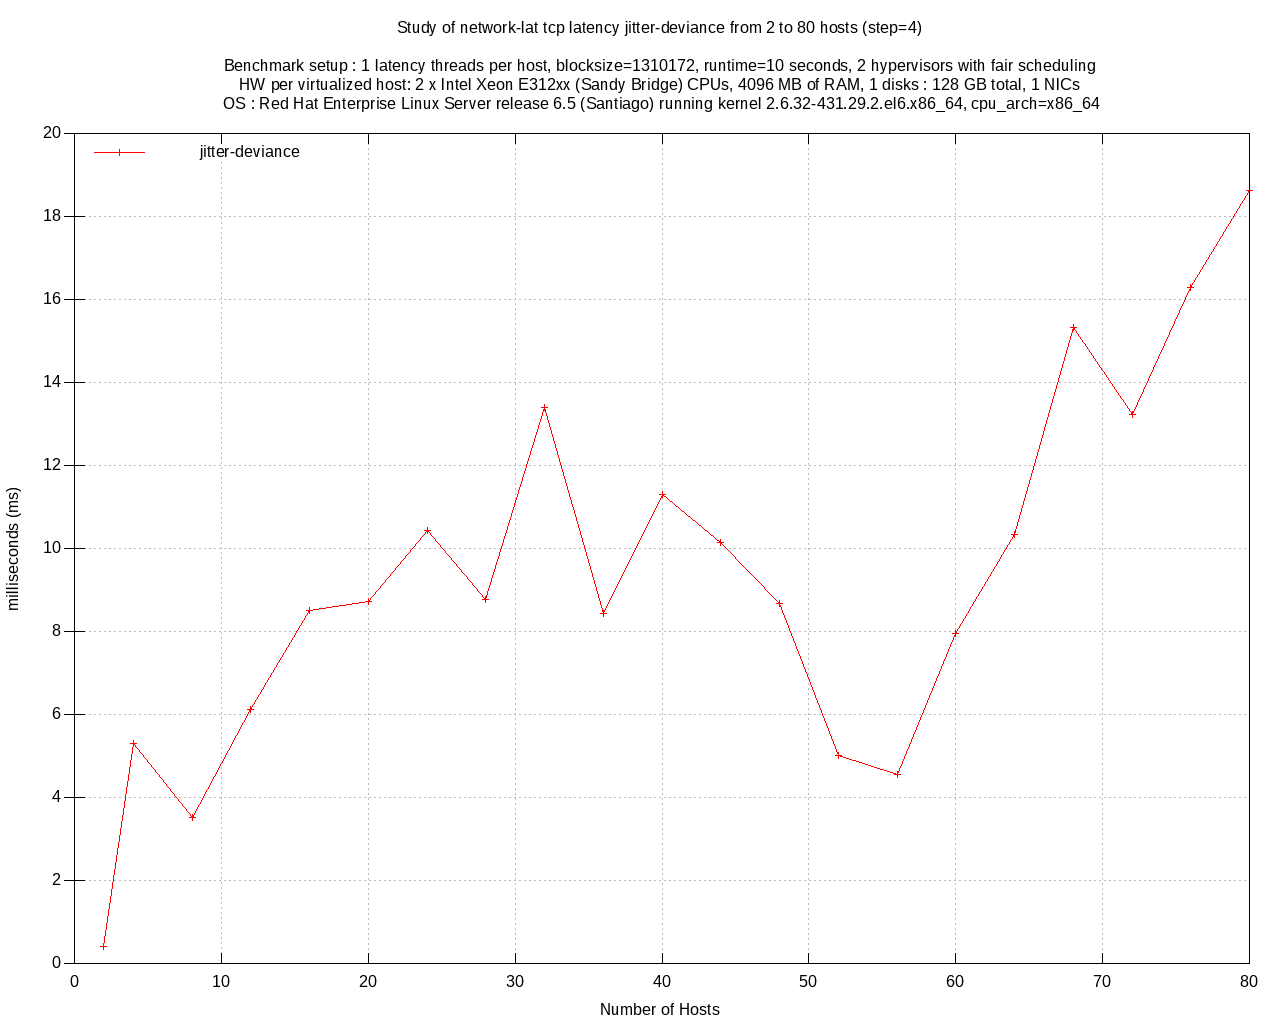 Study of network-lat tcp latency jitter-deviance from 2 to 80 hosts (step=4)
Benchmark setup : 1 latency threads per host, blocksize=1310172, runtime=10 seconds, 2 hypervisors with fair scheduling
HW per virtualized host: 2 x Intel Xeon E312xx (Sandy Bridge) CPUs, 4096 MB of RAM, 1 disks : 128 GB total, 1 NICs
OS : Red Hat Enterprise Linux Server release 6.5 (Santiago) running kernel 2.6.32-431.29.2.el6.x86_64, cpu_arch=x86_64
jitter-deviance
20
18
16
14
12
10
8
6
4
2
0
milliseconds (ms)
0 10 20 30 40 50 60 70 80
Number of Hosts